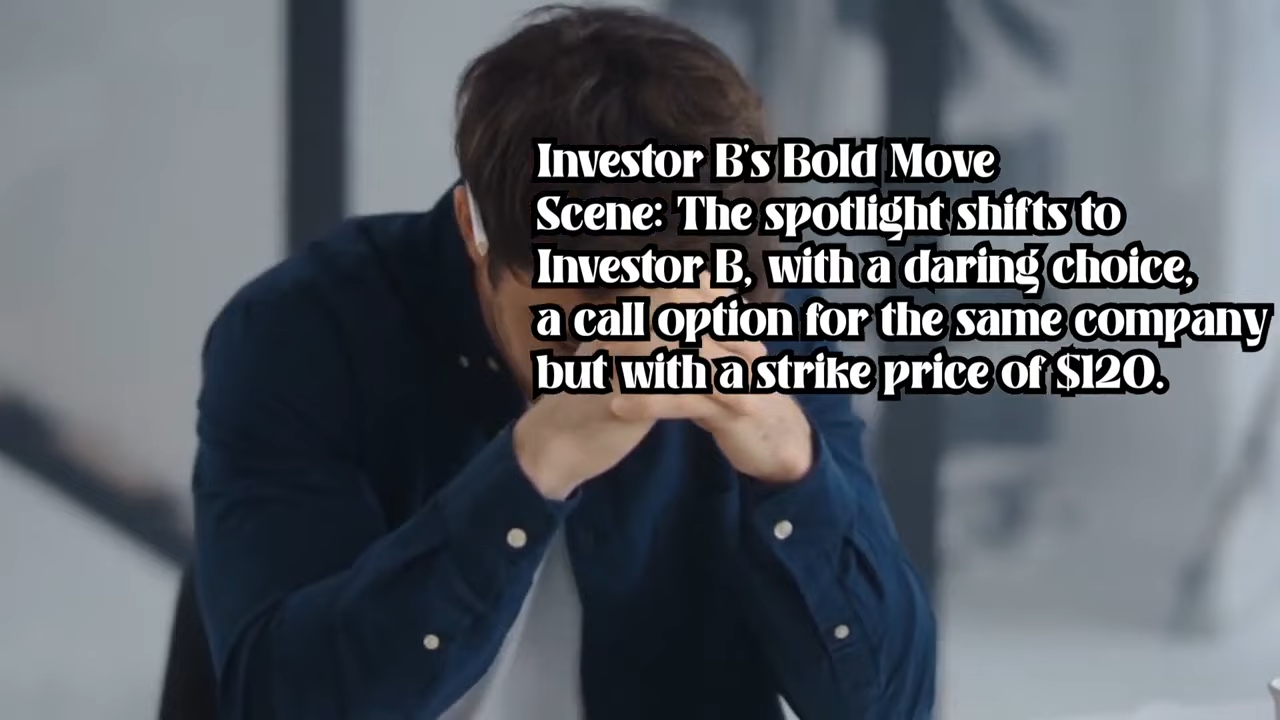 Investor B's Bold Move
Scene: The spotlight shifts to
Investor B, with a daring choice,
a call option for the same company
but with a strike price of $120.